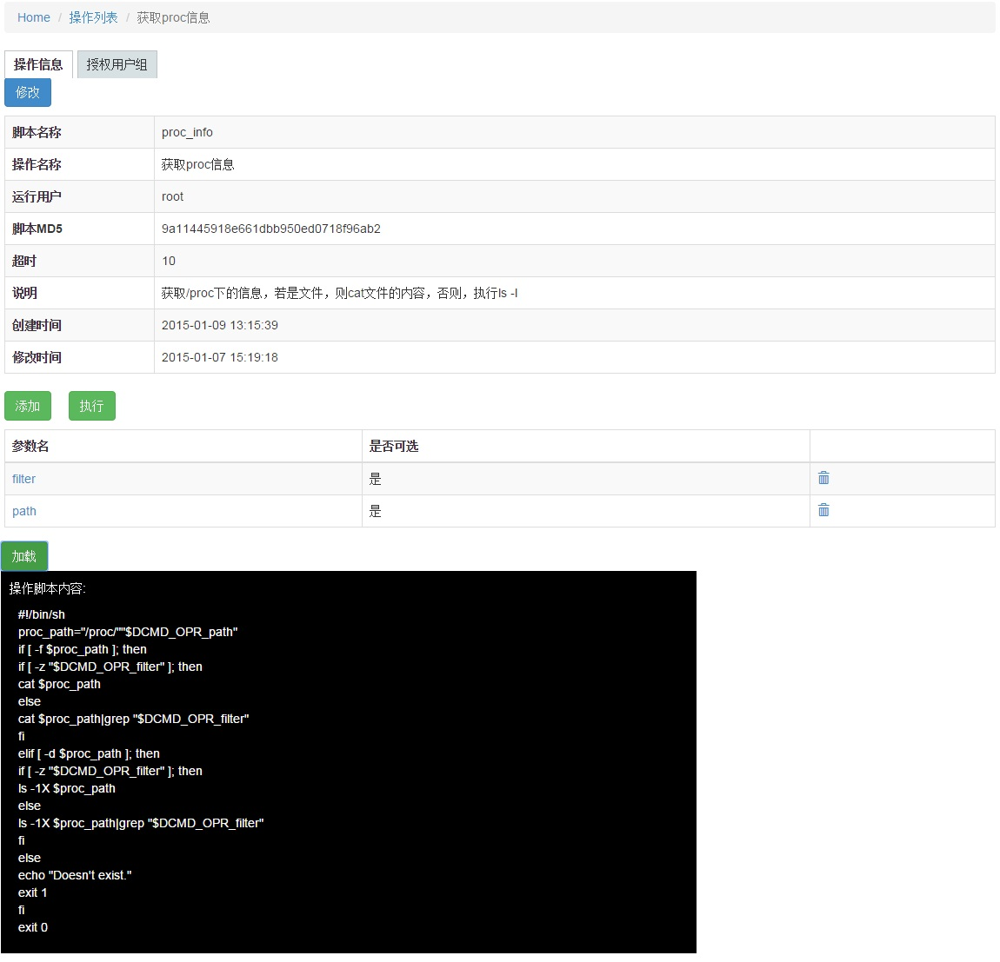 Home / 操作列表 / 获取proc信息
操作信息 授权用户组
修改
脚本名称 proc_info
操作名称 获取proc信息
运行用户 root
脚本MD5 9a11445918e661dbb950ed0718f96ab2
超时 10
说明 获取/proc下的信息，若是文件，则cat文件的内容，否则，执行ls -l
创建时间 2015-01-09 13:15:39
修改时间 2015-01-07 15:19:18
添加 执行
参数名 是否可选
filter 是
path 是
加载
操作脚本内容:
#!/bin/sh
proc_path="/proc/""$DCMD_OPR_path"
if [ -f $proc_path ]; then
if [ -z "$DCMD_OPR_filter" ]; then
cat $proc_path
else
cat $proc_path|grep "$DCMD_OPR_filter"
fi
elif [ -d $proc_path ]; then
if [ -z "$DCMD_OPR_filter" ]; then
ls -1X $proc_path
else
ls -1X $proc_path|grep "$DCMD_OPR_filter"
fi
else
echo "Doesn't exist."
exit 1
fi
exit 0